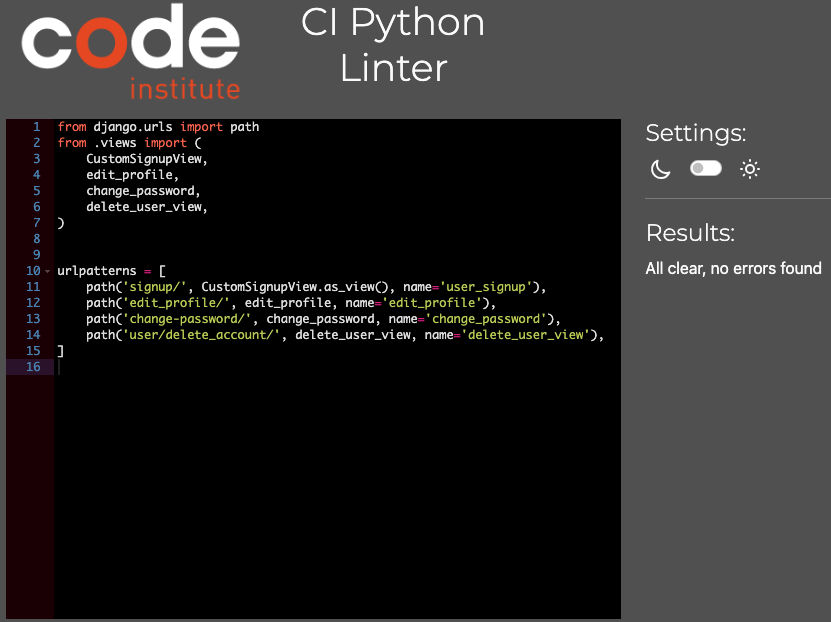 code
institute
CI Python
Linter
1 from django.urls import path
2 from .views import (
3     CustomSignupView,
4     edit_profile,
5     change_password,
6     delete_user_view,
7 )
8
9
10 urlpatterns = [
11     path('signup/', CustomSignupView.as_view(), name='user_signup'),
12     path('edit_profile/', edit_profile, name='edit_profile'),
13     path('change-password/', change_password, name='change_password'),
14     path('user/delete_account/', delete_user_view, name='delete_user_view'),
15 ]
16
Settings:
Results:
All clear, no errors found